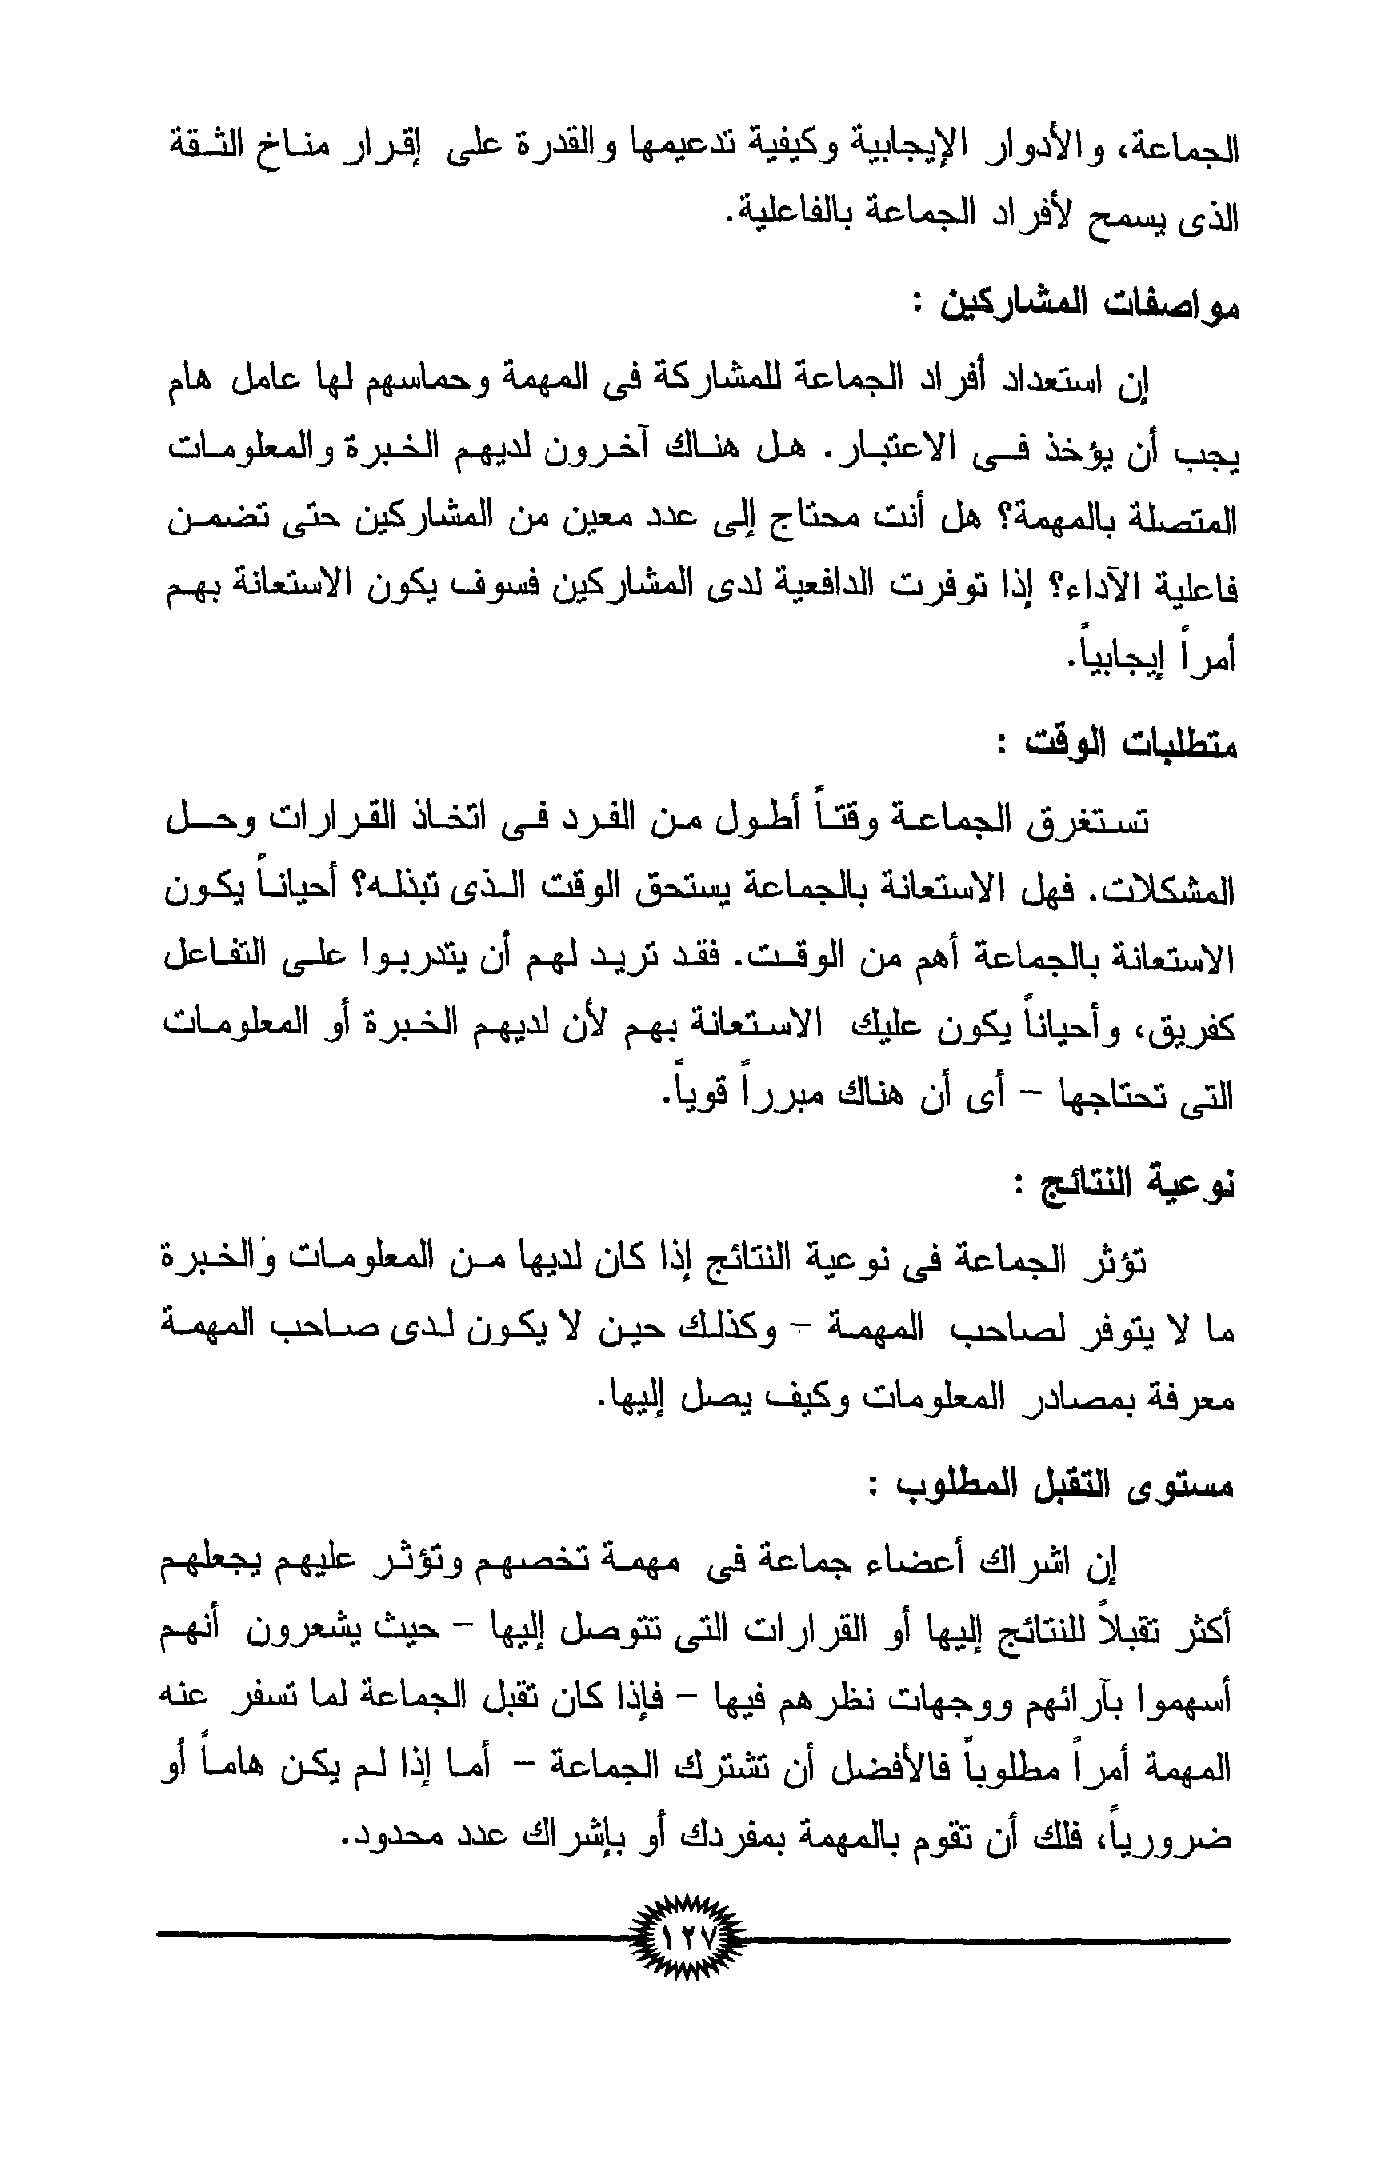 الجماعة، والأدوار الإيجابية وكيفية تدعيمها والقدرة على إقرار مناخ الثقة
الذى يسمح لأفراد الجماعة بالفاعلية.
مواصفات المشاركين :
إن استعداد أفراد الجماعة للمشاركة فى المهمة وحماسهم لها عامل هام
يجب أن يؤخذ فى الاعتبار. هل هناك آخرون لديهم الخبرة والمعلومات
المتصلة بالمهمة؟ هل أنت محتاج إلى عدد معين من المشاركين حتى تضمن
فاعلية الآداء؟ إذا توفرت الدافعية لدى المشاركين فسوف يكون الاستعانة بهم
أمراً إيجابياً.
متطلبات الوقت :
تستغرق الجماعة وقتاً أطول من الفرد فى اتخاذ القرارات وحل
المشكلات. فهل الاستعانة بالجماعة يستحق الوقت الذى تبذله؟ أحياناً يكون
الاستعانة بالجماعة أهم من الوقت. فقد تريد لهم أن يتدربوا على التفاعل
كفريق، وأحياناً يكون عليك الاستعانة بهم لأن لديهم الخبرة أو المعلومات
التى تحتاجها - أى أن هناك مبرراً قوياً.
نوعية النتائج :
تؤثر الجماعة فى نوعية النتائج إذا كان لديها من المعلومات والخبرة
ما لا يتوفر لصاحب المهمة - وكذلك حين لا يكون لدى صاحب المهمة
معرفة بمصادر المعلومات وكيف يصل إليها.
مستوى التقبل المطلوب :
إن اشراك أعضاء جماعة فى مهمة تخصهم وتؤثر عليهم يجعلهم
أكثر تقبلاً للنتائج إليها أو القرارات التى تتوصل إليها - حيث يشعرون أنهم
أسهموا بآرائهم ووجهات نظرهم فيها - فإذا كان تقبل الجماعة لما تسفر عنه
المهمة أمراً مطلوباً فالأفضل أن تشترك الجماعة - أما إذا لم يكن هاماً أو
ضرورياً، فلك أن تقوم بالمهمة بمفردك أو بإشراك عدد محدود.
١٢٧